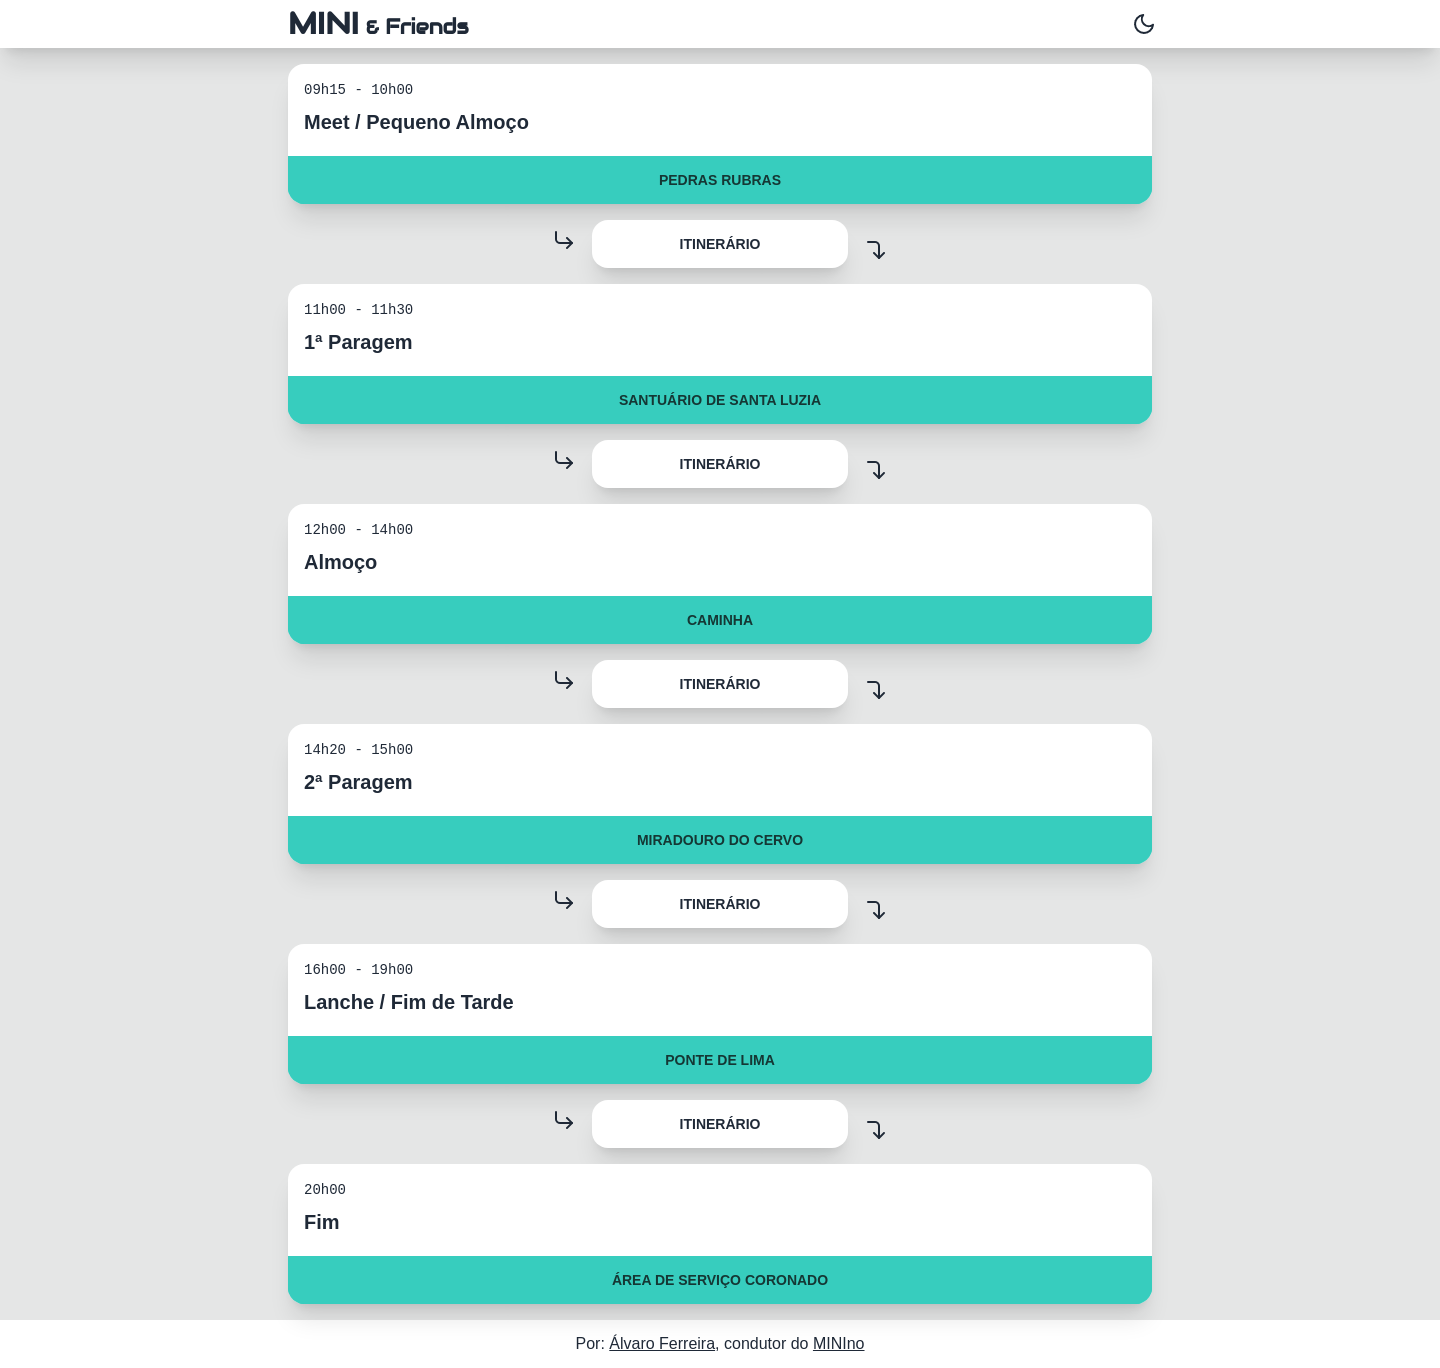 MINI & Friends
09h15 - 10h00
Meet / Pequeno Almoço
PEDRAS RUBRAS
ITINERÁRIO
11h00 - 11h30
1ª Paragem
SANTUÁRIO DE SANTA LUZIA
ITINERÁRIO
12h00 - 14h00
Almoço
CAMINHA
ITINERÁRIO
14h20 - 15h00
2ª Paragem
MIRADOURO DO CERVO
ITINERÁRIO
16h00 - 19h00
Lanche / Fim de Tarde
PONTE DE LIMA
ITINERÁRIO
20h00
Fim
ÁREA DE SERVIÇO CORONADO
Por: Álvaro Ferreira, condutor do MINIno